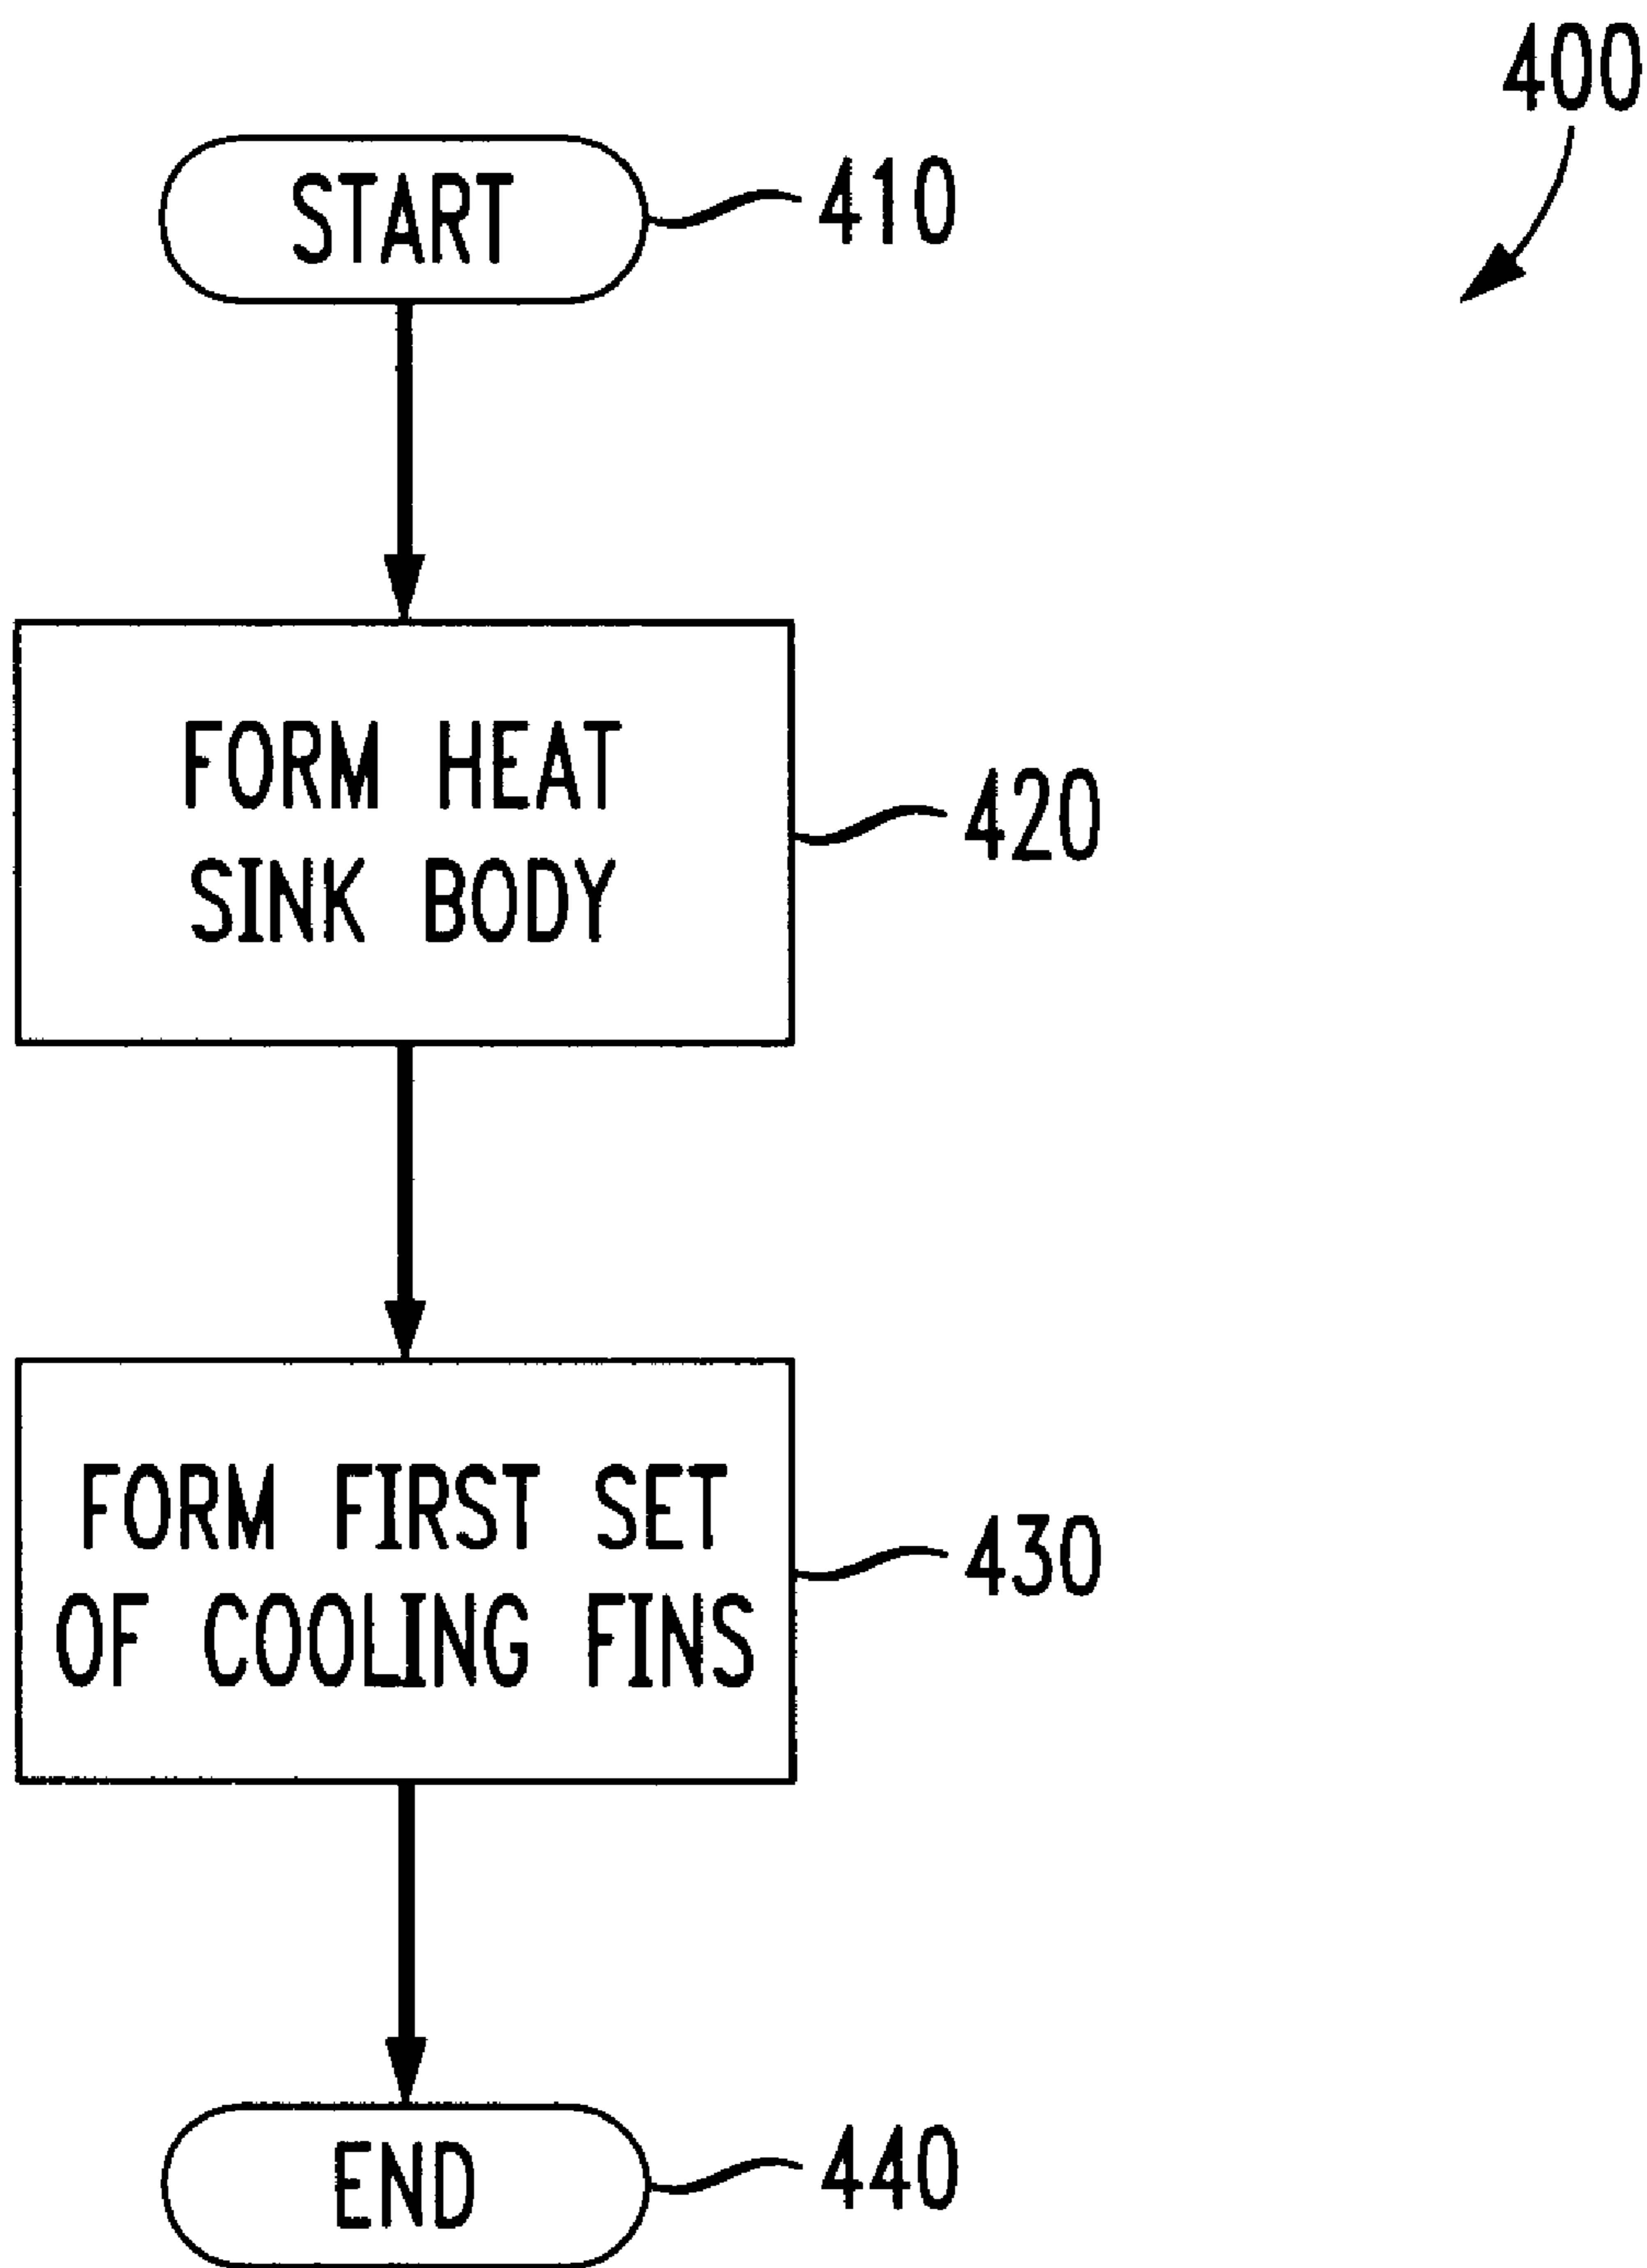 400
START
410
FORM HEAT
SINK BODY
420
FORM FIRST SET
OF COOLING FINS
430
END
440